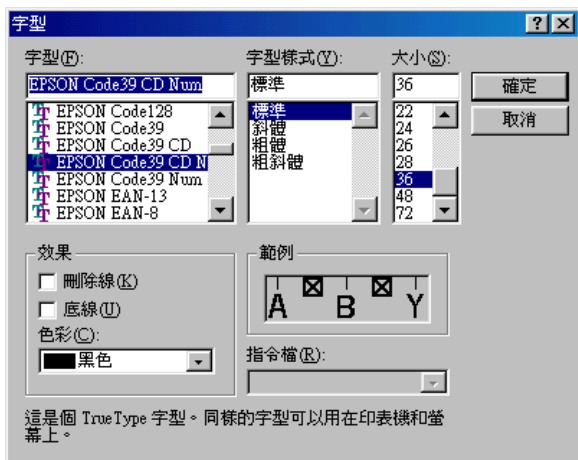 字型
字型(F):
字型樣式(Y):
大小(S):
EPSON Code39 CD Num
標準
36
確定
取消
EPSON Code128
EPSON Code39
EPSON Code39 CD
EPSON Code39 CD N
EPSON Code39 Num
EPSON EAN-13
EPSON EAN-8
標準
斜體
粗體
粗斜體
22
24
26
28
36
48
72
效果
刪除線(K)
底線(U)
色彩(C):
黑色
範例
A B Y
指令檔(R):
這是個 TrueType 字型。同樣的字型可以用在印表機和螢
幕上。